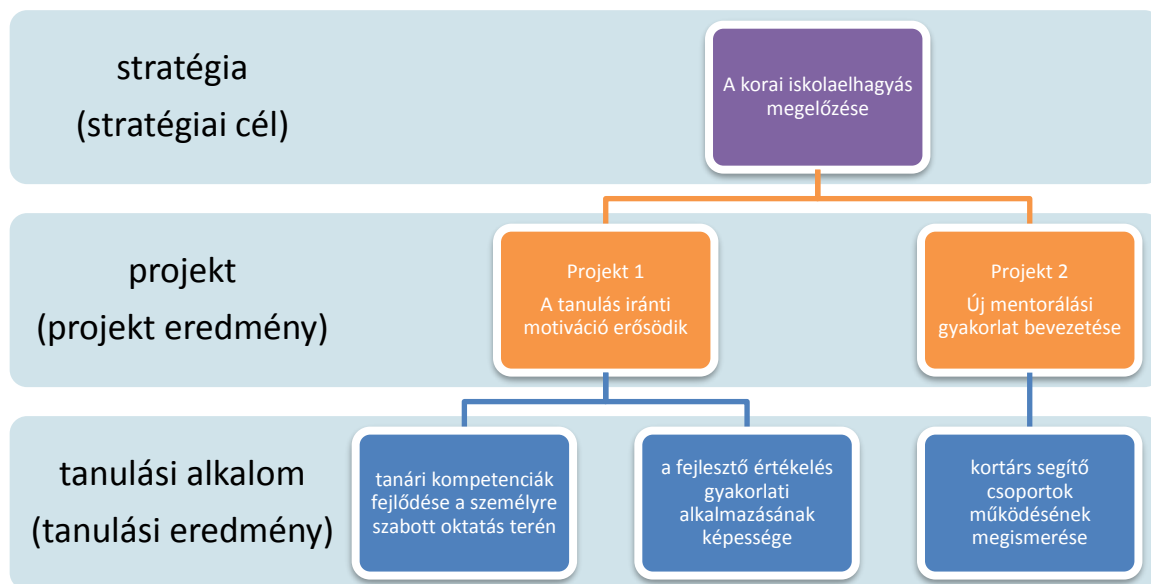 stratégia
(stratégiai cél)
A korai iskolaelhagyás
megelőzése
projekt
(projekt eredmény)
Projekt 1
A tanulás iránti
motiváció erősödik
Projekt 2
Új mentorálási
gyakorlat bevezetése
tanulási alkalom
(tanulási eredmény)
tanári kompetenciák
fejlődése a személyre
szabott oktatás terén
a fejlesztő értékelés
gyakorlati
alkalmazásának
képessége
kortárs segítő
csoportok
működésének
megismerése